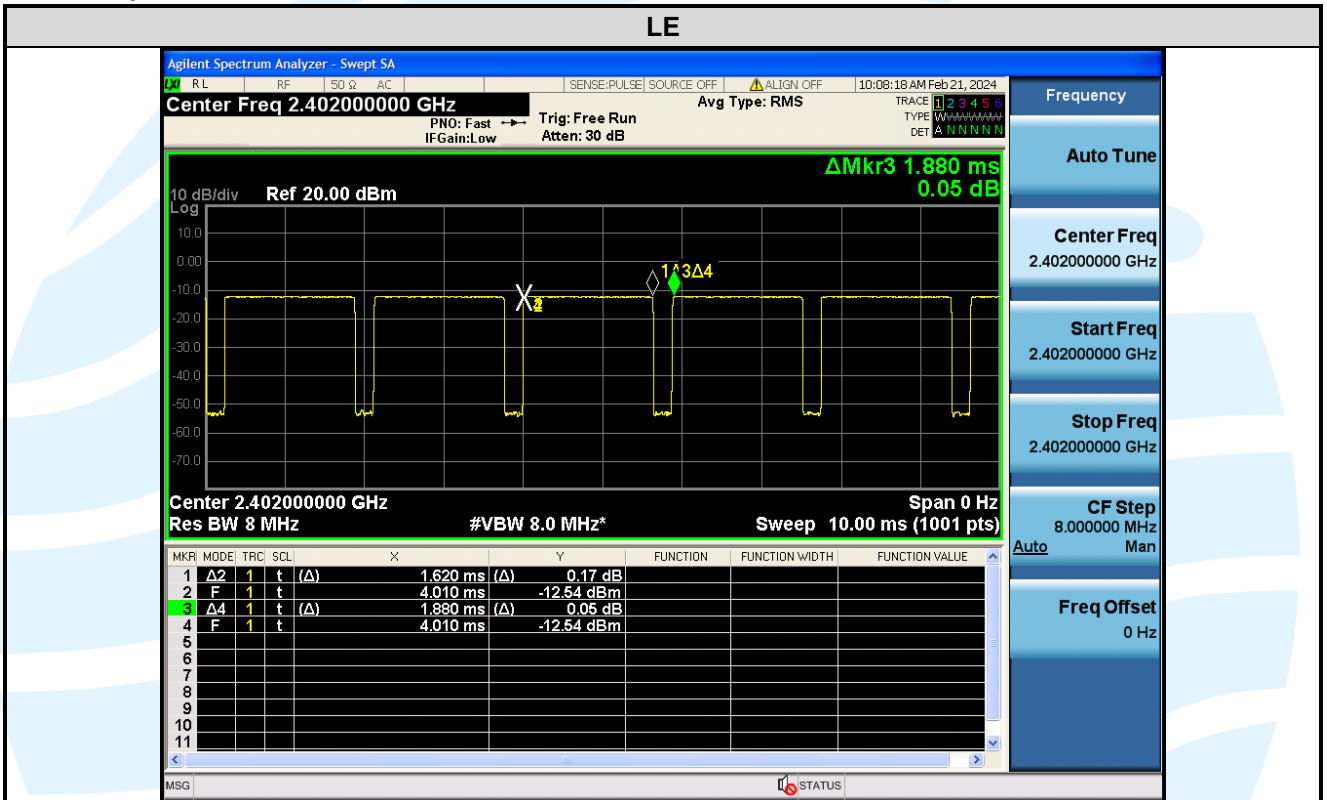 LE
Agilent Spectrum Analyzer - Swept SA
LXI RL RF 50 Ω AC SENSE:PULSE SOURCE OFF ALIGN OFF 10:08:18 AM Feb 21, 2024
Center Freq 2.402000000 GHz
PNO: Fast
IFGain:Low
Trig: Free Run
Atten: 30 dB
Avg Type: RMS
TRACE 1 2 3 4 5 6
TYPE WWWWWW
DET A N N N N N
ΔMkr3 1.880 ms
0.05 dB
10 dB/div Ref 20.00 dBm
Log
10.0
0.00
-10.0
-20.0
-30.0
-40.0
-50.0
-60.0
-70.0
3Δ4
Center 2.402000000 GHz Span 0 Hz
Res BW 8 MHz #VBW 8.0 MHz* Sweep 10.00 ms (1001 pts)
MKR MODE TRC SCL X Y FUNCTION FUNCTION WIDTH FUNCTION VALUE
1 Δ2 1 t (Δ) 1.620 ms (Δ) 0.17 dB
2 F 1 t 4.010 ms -12.54 dBm
3 Δ4 1 t (Δ) 1.880 ms (Δ) 0.05 dB
4 F 1 t 4.010 ms -12.54 dBm
5
6
7
8
9
10
11
MSG STATUS
Frequency
Auto Tune
Center Freq
2.402000000 GHz
Start Freq
2.402000000 GHz
Stop Freq
2.402000000 GHz
CF Step
8.000000 MHz
Auto Man
Freq Offset
0 Hz